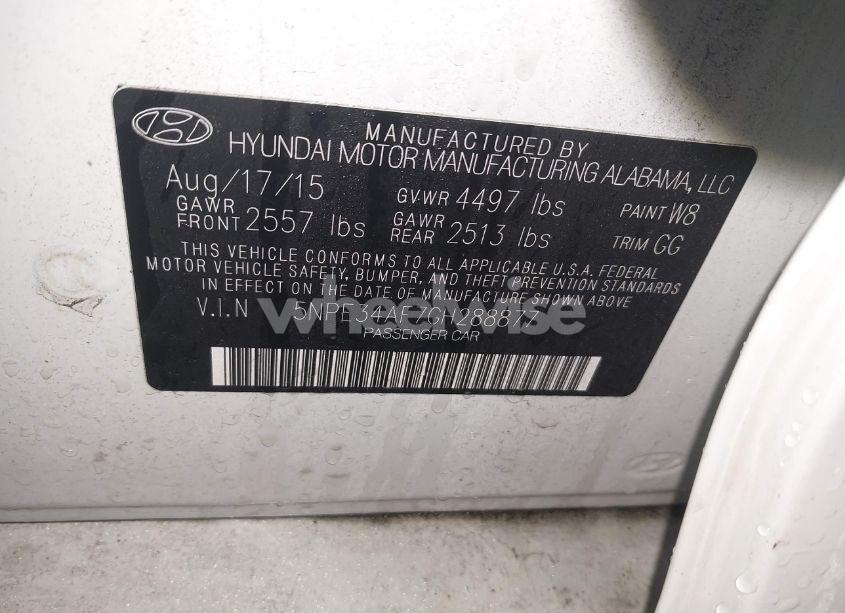 MANUFACTURED BY
HYUNDAI MOTOR MANUFACTURING ALABAMA, LLC
Aug/17/15 GVWR 4497 lbs PAINT W8
GAWR FRONT 2557 lbs GAWR REAR 2513 lbs TRIM GG
THIS VEHICLE CONFORMS TO ALL APPLICABLE U.S.A. FEDERAL
MOTOR VEHICLE SAFETY, BUMPER, AND THEFT PREVENTION STANDARDS
IN EFFECT ON THE DATE OF MANUFACTURE SHOWN ABOVE
V.I.N
wheelwise
PASSENGER CAR